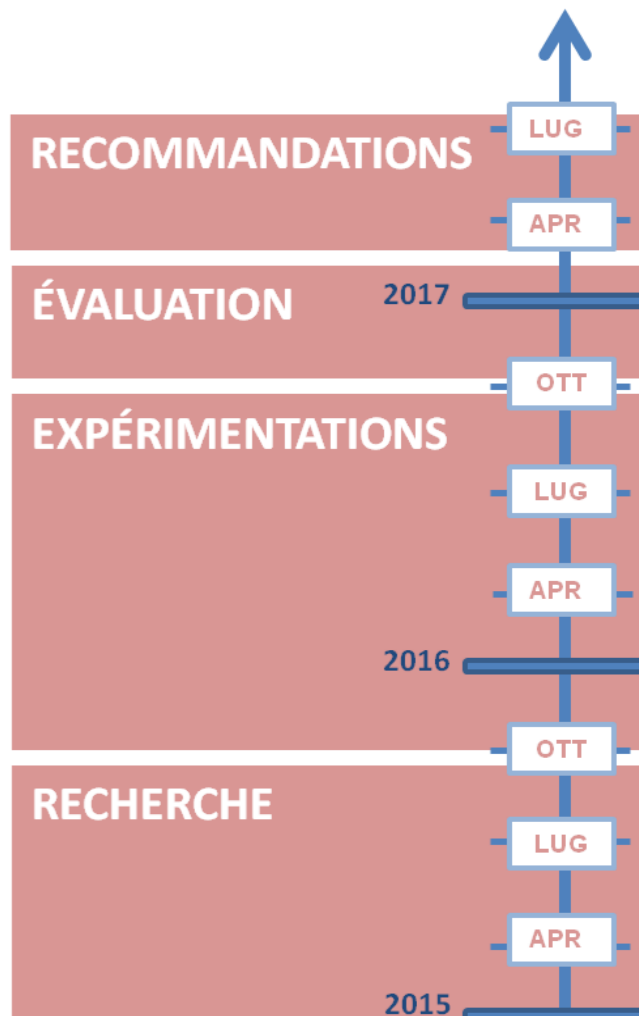 LUG
RECOMMANDATIONS
APR
ÉVALUATION
2017
OTT
EXPÉRIMENTATIONS
LUG
APR
2016
OTT
RECHERCHE
LUG
APR
2015